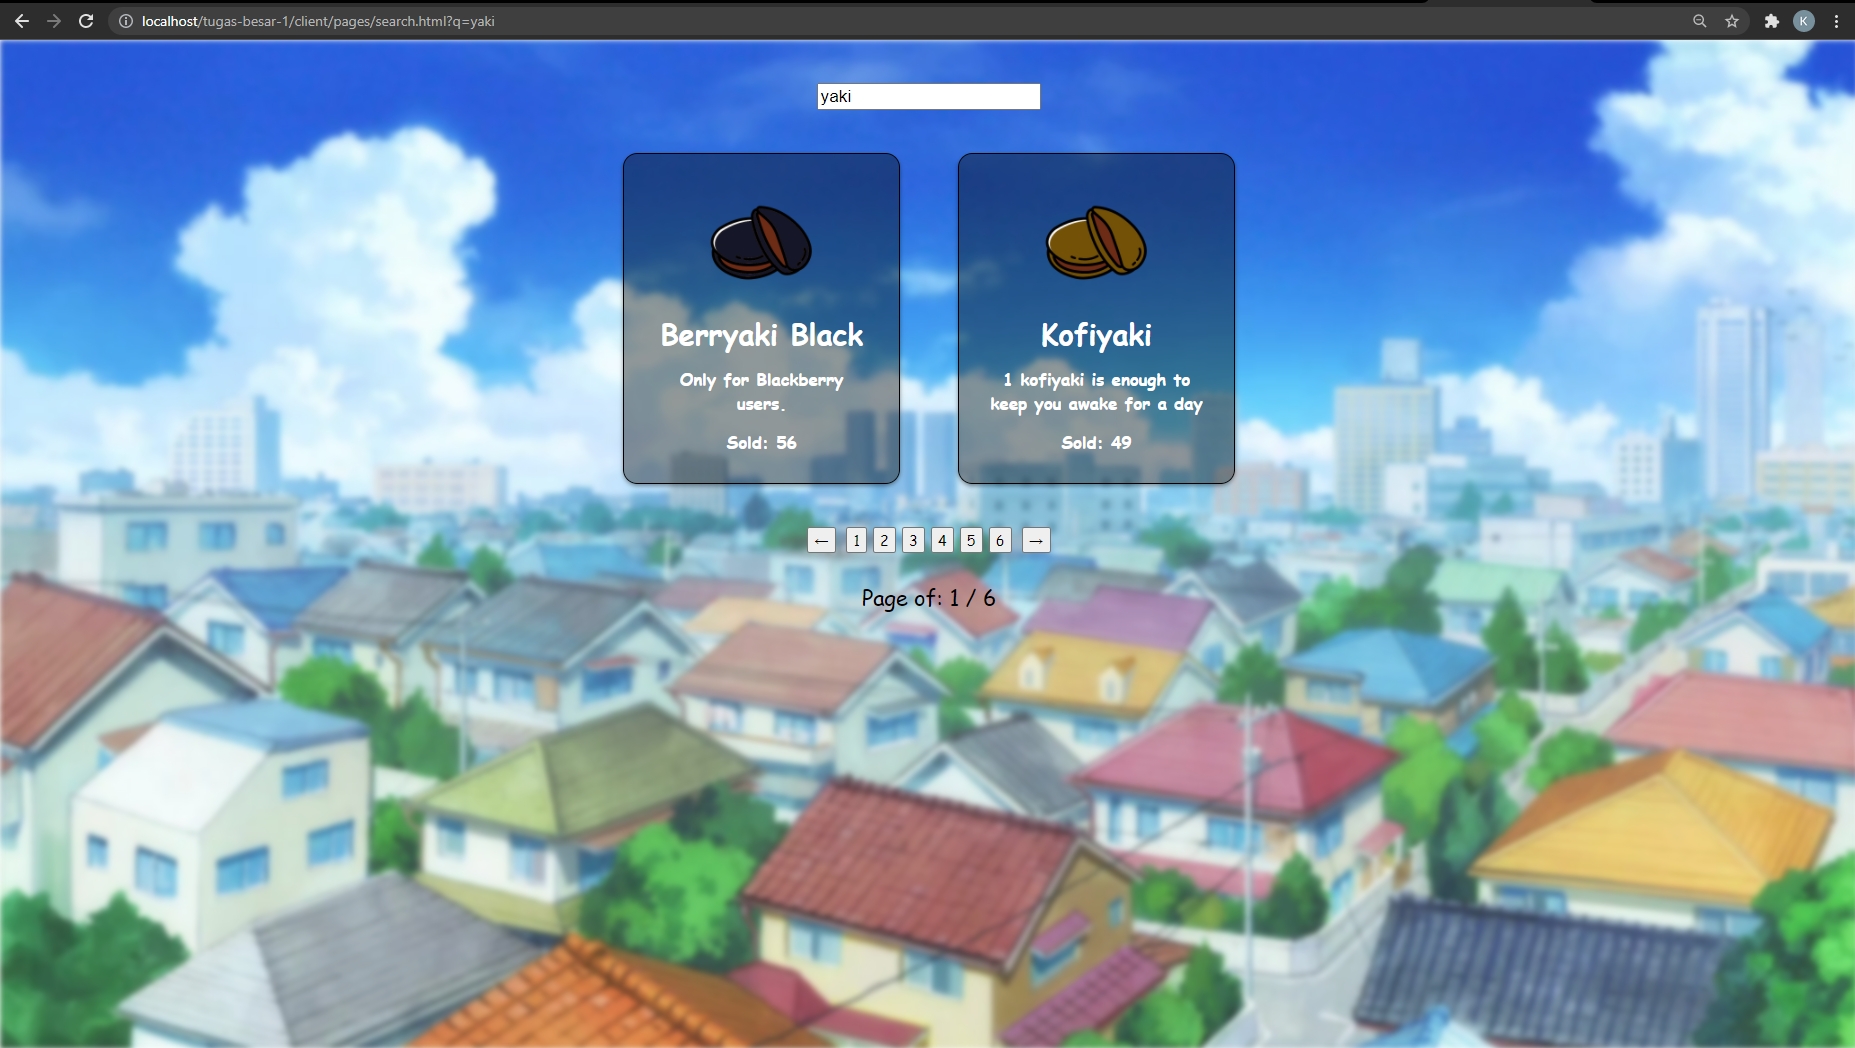 localhost/tugas-besar-1/client/pages/search.html?q=yaki
K
yaki
Berryaki Black
Only for Blackberry
users.
Sold: 56
Kofiyaki
1 kofiyaki is enough to
keep you awake for a day
Sold: 49
← 1 2 3 4 5 6 →
Page of: 1 / 6